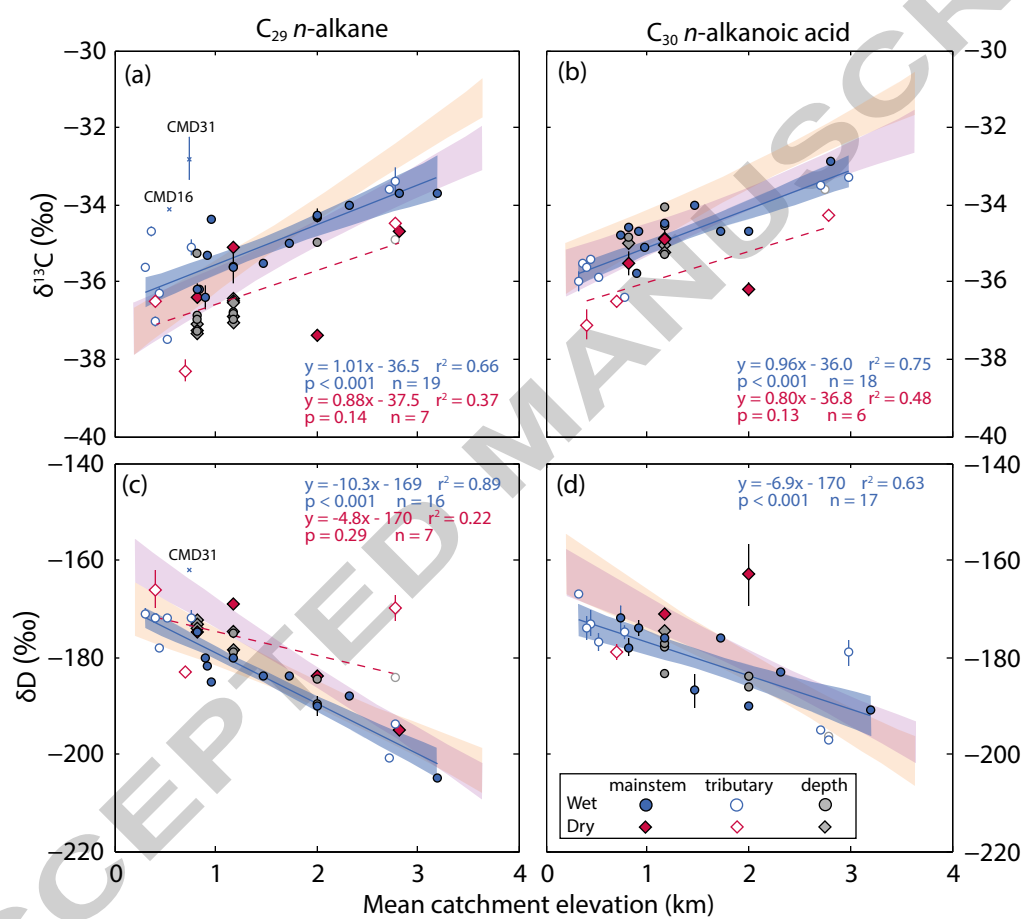 C₂₉ n-alkane
C₃₀ n-alkanoic acid
(a)
(b)
CMD31
CMD16
−30
−32
−34
−36
−38
−40
δ¹³C (‰)
−30
−32
−34
−36
−38
−40
y = 1.01x - 36.5 r² = 0.66
p < 0.001 n = 19
y = 0.88x - 37.5 r² = 0.37
p = 0.14 n = 7
y = 0.96x - 36.0 r² = 0.75
p < 0.001 n = 18
y = 0.80x - 36.8 r² = 0.48
p = 0.13 n = 6
(c)
(d)
−140
−160
−180
−200
−220
δD (‰)
−140
−160
−180
−200
−220
y = -10.3x - 169 r² = 0.89
p < 0.001 n = 16
y = -4.8x - 170 r² = 0.22
p = 0.29 n = 7
CMD31
y = -6.9x - 170 r² = 0.63
p < 0.001 n = 17
mainstem tributary depth
Wet
Dry
0 1 2 3 4
0 1 2 3 4
Mean catchment elevation (km)
CCEPTED MANUSCR